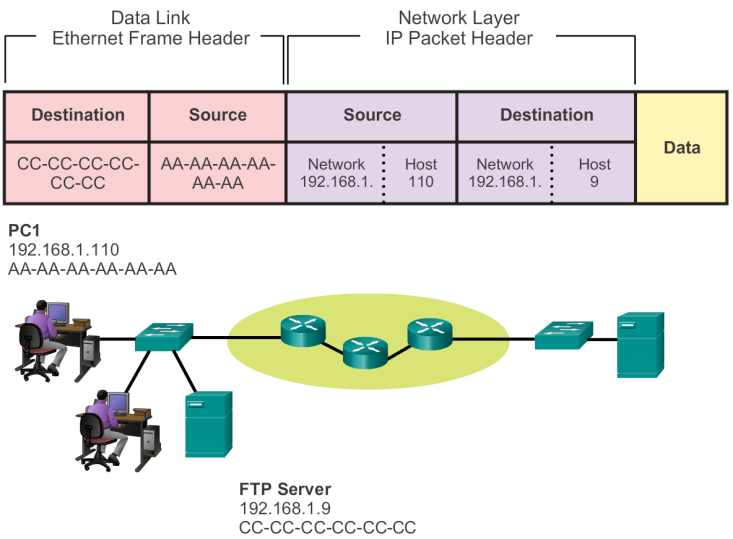 Data Link
Ethernet Frame Header
Network Layer
IP Packet Header
Destination
Source
Source
Destination
Data
CC-CC-CC-CC-
CC-CC
AA-AA-AA-AA-
AA-AA
Network
192.168.1.
Host
110
Network
192.168.1.
Host
9
PC1
192.168.1.110
AA-AA-AA-AA-AA-AA
FTP Server
192.168.1.9
CC-CC-CC-CC-CC-CC